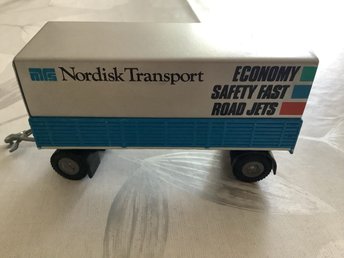 Nordisk Transport
ECONOMY
SAFETY FAST
ROAD JETS